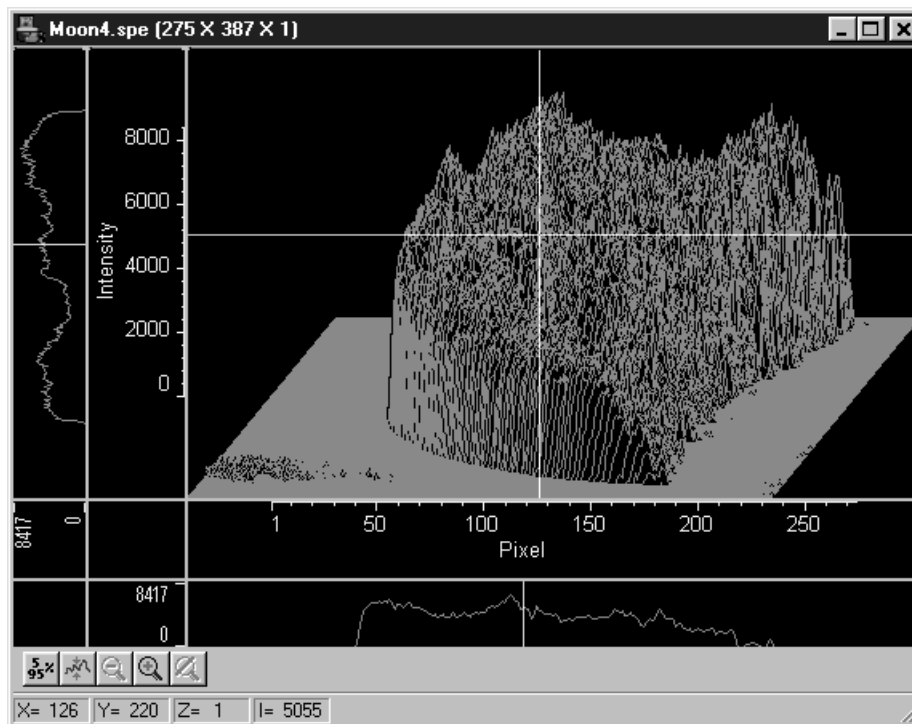 Moon4.spe (275 X 387 X 1)
8000
6000
4000
2000
0
Intensity
8417 0
1 50 100 150 200 250
Pixel
8417
0
5 95%
X= 126 Y= 220 Z= 1 I= 5055